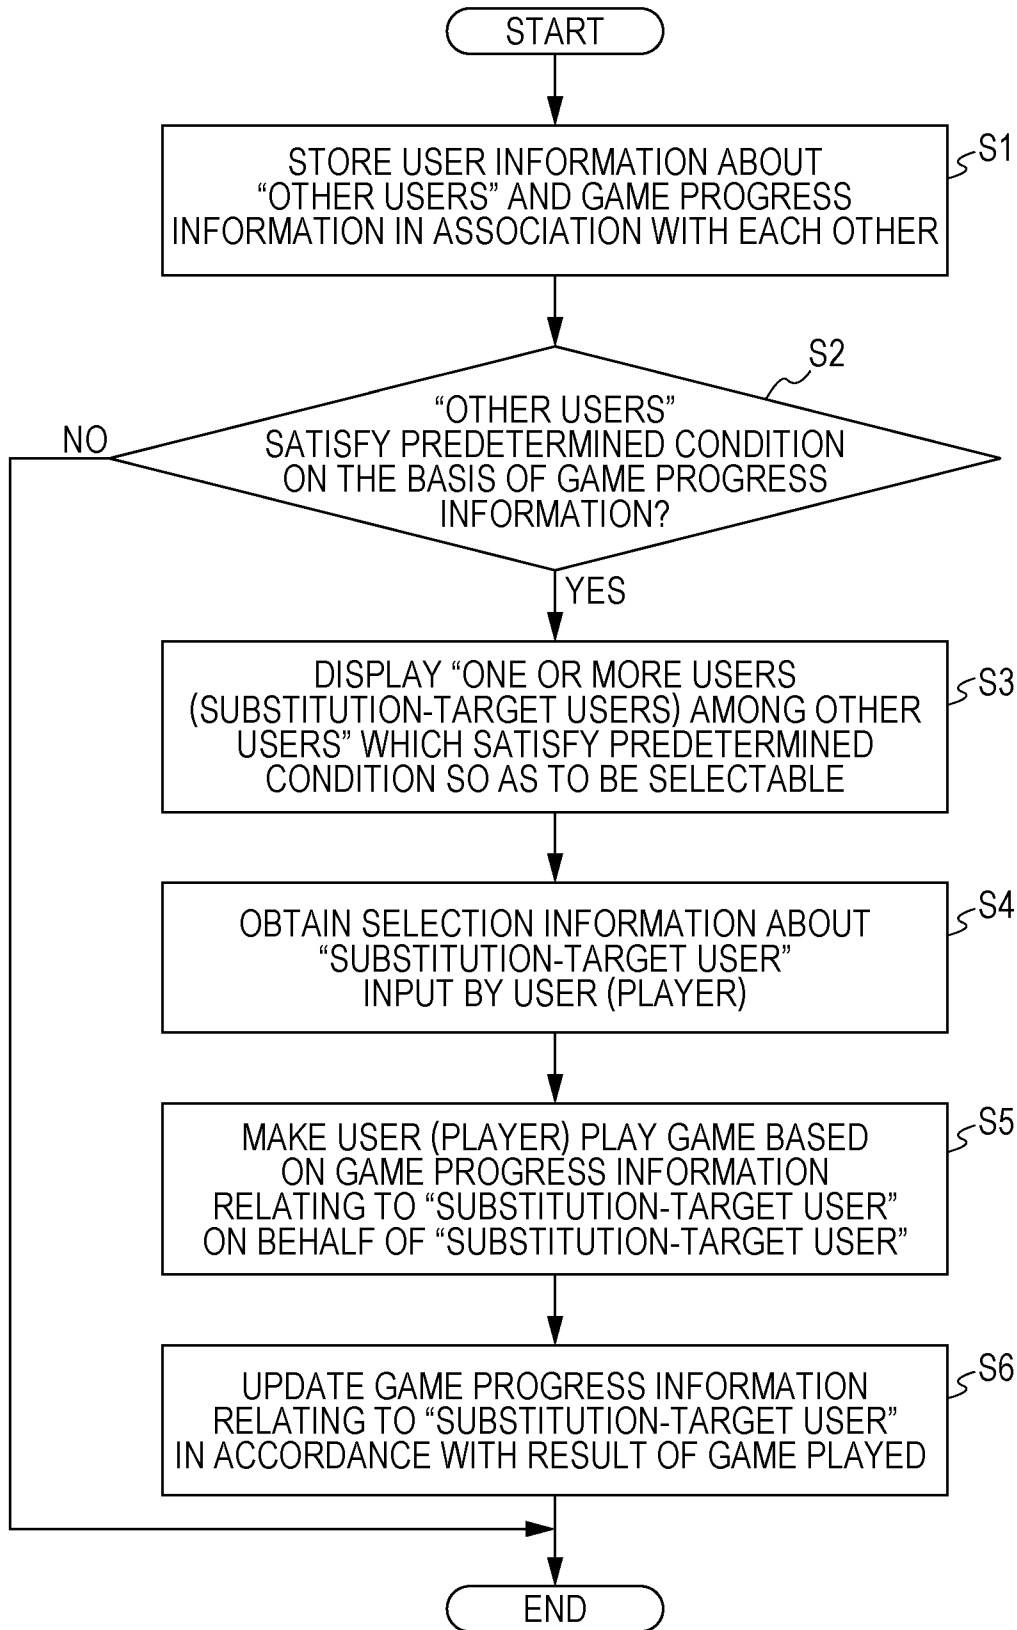 START
STORE USER INFORMATION ABOUT
“OTHER USERS” AND GAME PROGRESS
INFORMATION IN ASSOCIATION WITH EACH OTHER
S1
“OTHER USERS”
SATISFY PREDETERMINED CONDITION
ON THE BASIS OF GAME PROGRESS
INFORMATION?
S2
NO
YES
DISPLAY “ONE OR MORE USERS
(SUBSTITUTION-TARGET USERS) AMONG OTHER
USERS” WHICH SATISFY PREDETERMINED
CONDITION SO AS TO BE SELECTABLE
S3
OBTAIN SELECTION INFORMATION ABOUT
“SUBSTITUTION-TARGET USER”
INPUT BY USER (PLAYER)
S4
MAKE USER (PLAYER) PLAY GAME BASED
ON GAME PROGRESS INFORMATION
RELATING TO “SUBSTITUTION-TARGET USER”
ON BEHALF OF “SUBSTITUTION-TARGET USER”
S5
UPDATE GAME PROGRESS INFORMATION
RELATING TO “SUBSTITUTION-TARGET USER”
IN ACCORDANCE WITH RESULT OF GAME PLAYED
S6
END